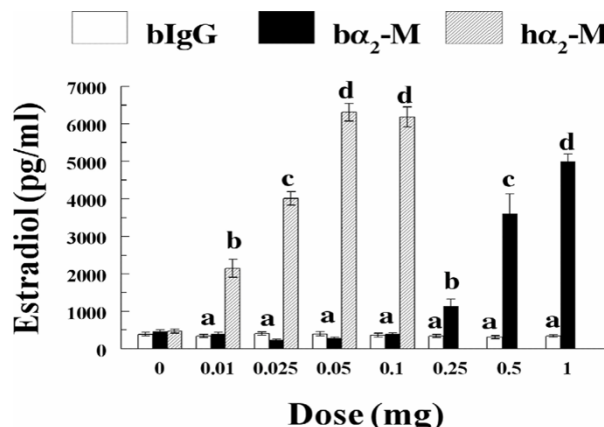 bIgG bα₂-M hα₂-M
Estradiol (pg/ml)
7000
6000
5000
4000
3000
2000
1000
0
d d
d
c c
b
b
a a a a a a a
0 0.01 0.025 0.05 0.1 0.25 0.5 1
Dose (mg)